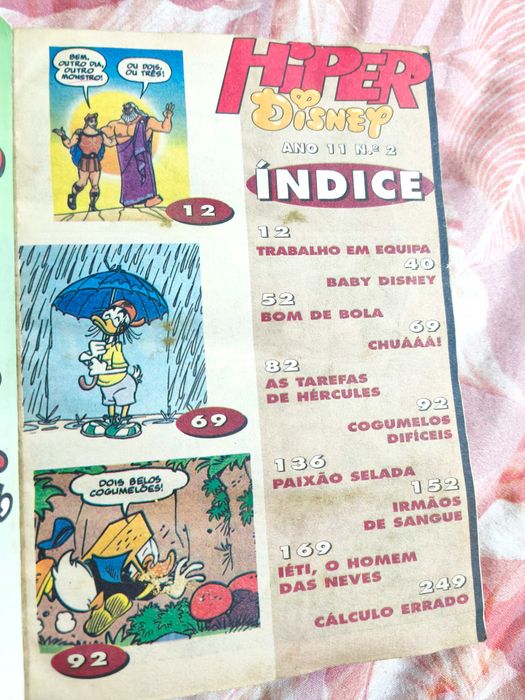 BEM,
OUTRO DIA,
OUTRO
MONSTRO!
OU DOIS,
OU TRÊS!
12
69
DOIS BELOS
COGUMELÕES!
92
HIPER
DISNEY
ANO 11 N.º 2
ÍNDICE
12
TRABALHO EM EQUIPA
40
BABY DISNEY
52
BOM DE BOLA
69
CHUÁÁÁ!
82
AS TAREFAS
DE HÉRCULES
92
COGUMELOS
DIFÍCEIS
136
PAIXÃO SELADA
152
IRMÃOS
DE SANGUE
169
IÉTI, O HOMEM
DAS NEVES
249
CÁLCULO ERRADO